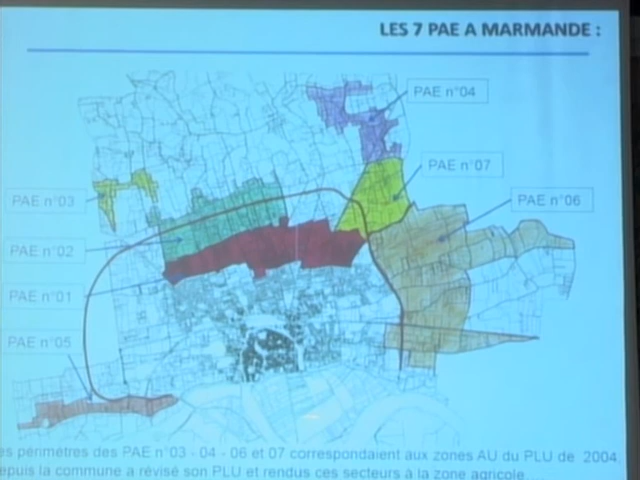 LES 7 PAE A MARMANDE :
PAE n°04
PAE n°07
PAE n°03
PAE n°06
PAE n°02
PAE n°01
PAE n°05
es périmètres des PAE n°03 - 04 - 06 et 07 correspondaient aux zones AU du PLU de 2004.
epuis la commune a révisé son PLU et rendus ces secteurs à la zone agricole....